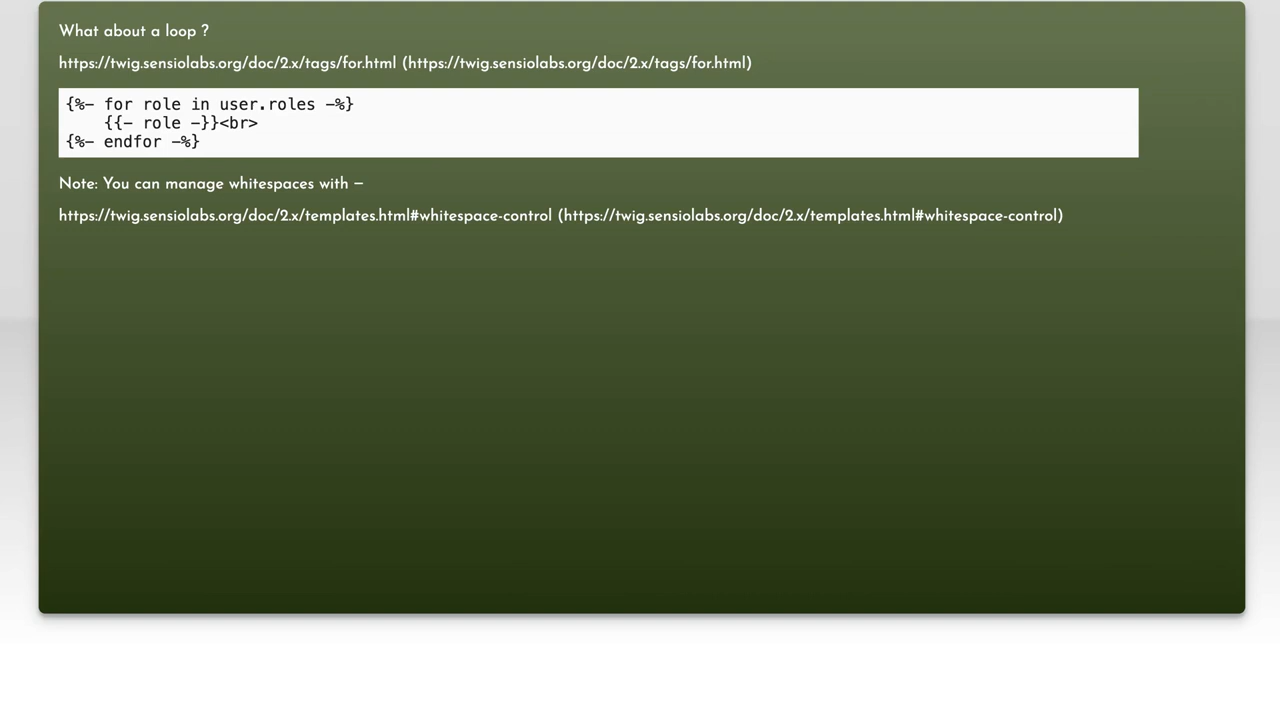 What about a loop ?
https://twig.sensiolabs.org/doc/2.x/tags/for.html (https://twig.sensiolabs.org/doc/2.x/tags/for.html)
{%- for role in user.roles -%}
    {{- role -}}<br>
{%- endfor -%}
Note: You can manage whitespaces with –
https://twig.sensiolabs.org/doc/2.x/templates.html#whitespace-control (https://twig.sensiolabs.org/doc/2.x/templates.html#whitespace-control)